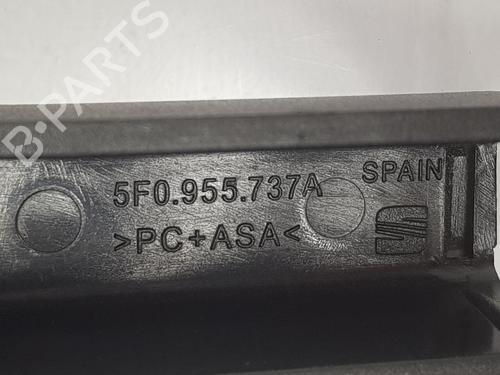 B-PARTS
5F0.955.737A
SPAIN
>PC+ASA<